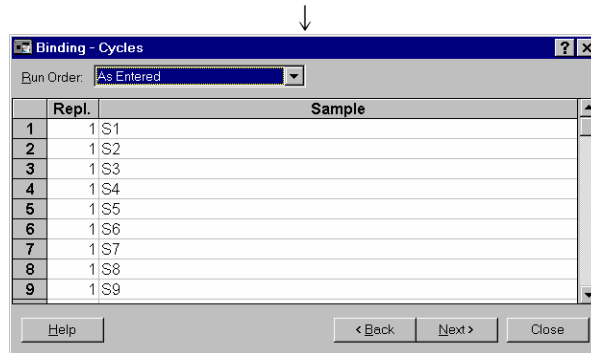 Binding - Cycles
Run Order: As Entered
Repl. Sample
1 1 S1
2 1 S2
3 1 S3
4 1 S4
5 1 S5
6 1 S6
7 1 S7
8 1 S8
9 1 S9
Help < Back Next > Close